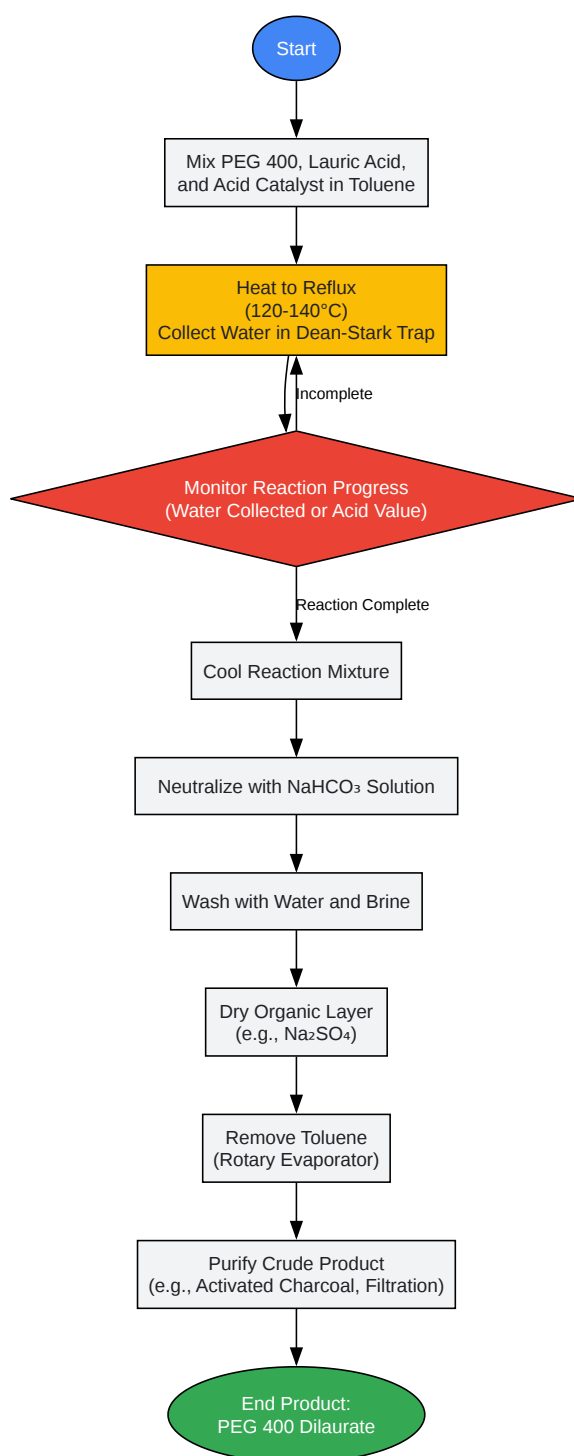 Start
Mix PEG 400, Lauric Acid,
and Acid Catalyst in Toluene
Heat to Reflux
(120-140°C)
Collect Water in Dean-Stark Trap
Incomplete
Monitor Reaction Progress
(Water Collected or Acid Value)
Reaction Complete
Cool Reaction Mixture
Neutralize with NaHCO₃ Solution
Wash with Water and Brine
Dry Organic Layer
(e.g., Na₂SO₄)
Remove Toluene
(Rotary Evaporator)
Purify Crude Product
(e.g., Activated Charcoal, Filtration)
End Product:
PEG 400 Dilaurate